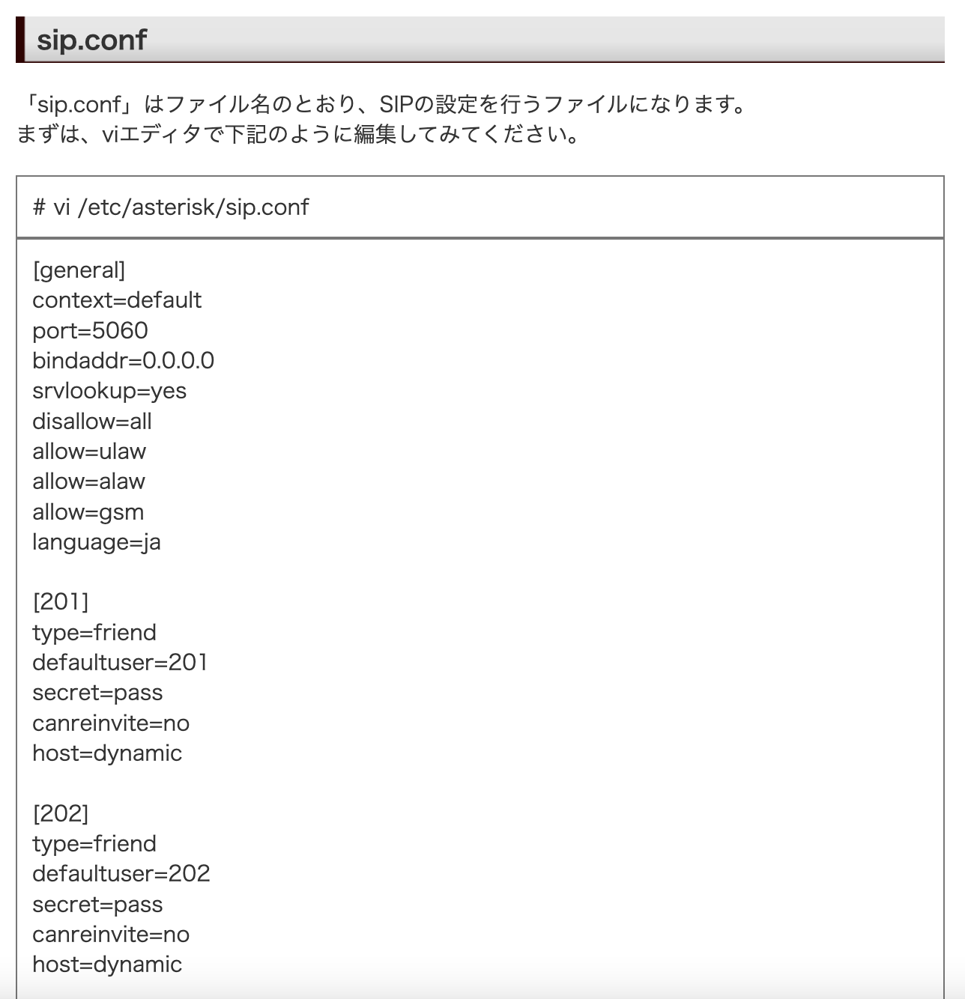 sip.conf
「sip.conf」はファイル名のとおり、SIPの設定を行うファイルになります。
まずは、viエディタで下記のように編集してみてください。
# vi /etc/asterisk/sip.conf
[general]
context=default
port=5060
bindaddr=0.0.0.0
srvlookup=yes
disallow=all
allow=ulaw
allow=alaw
allow=gsm
language=ja
[201]
type=friend
defaultuser=201
secret=pass
canreinvite=no
host=dynamic
[202]
type=friend
defaultuser=202
secret=pass
canreinvite=no
host=dynamic